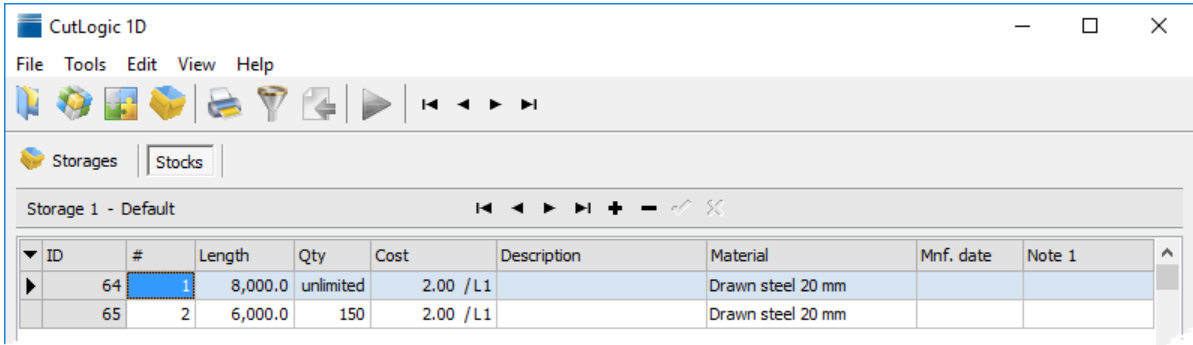 CutLogic 1D
File Tools Edit View Help
Storages Stocks
Storage 1 - Default
ID # Length Qty Cost Description Material Mnf. date Note 1
64 1 8,000.0 unlimited 2.00 /L1 Drawn steel 20 mm
65 2 6,000.0 150 2.00 /L1 Drawn steel 20 mm